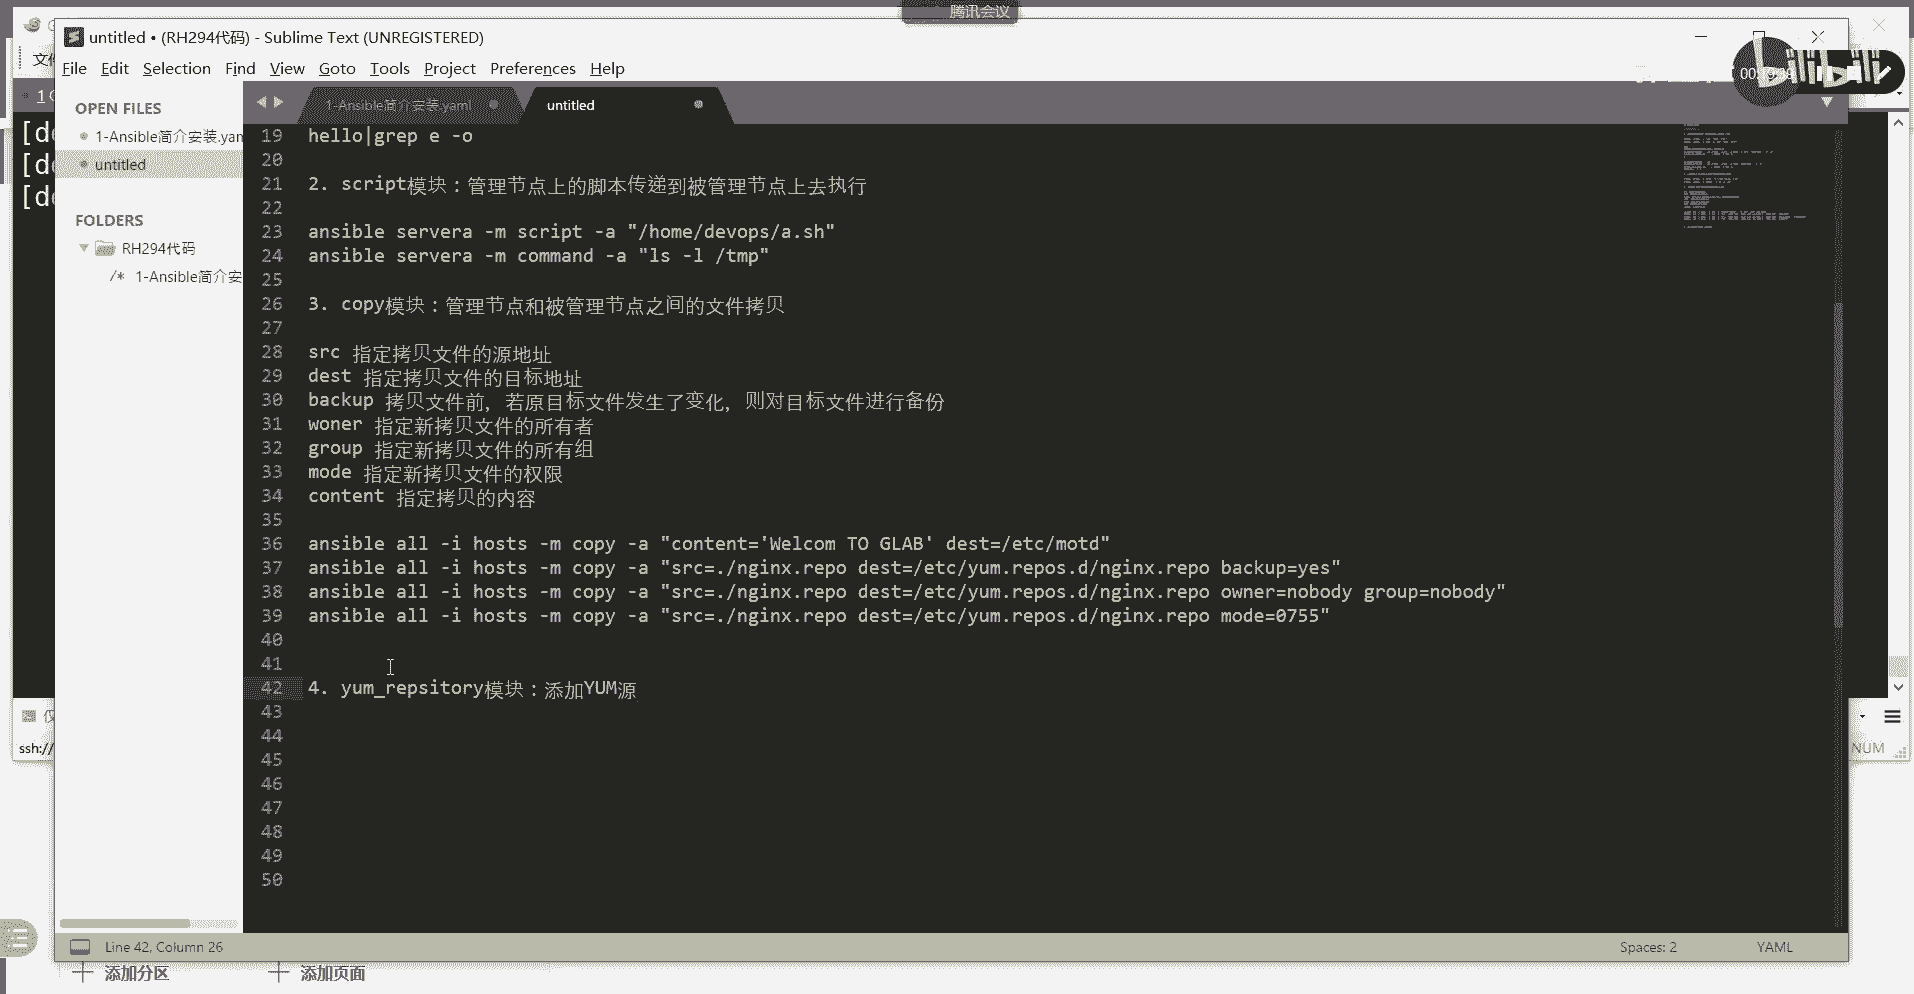 腾讯会议
untitled • (RH294代码) - Sublime Text (UNREGISTERED)
File Edit Selection Find View Goto Tools Project Preferences Help
bilibili
OPEN FILES
1-Ansible简介安装.yam
untitled
FOLDERS
RH294代码
/* 1-Ansible简介安
1-Ansible简介安装.yaml
untitled
19 hello|grep e -o
20
21 2. script模块：管理节点上的脚本传递到被管理节点上去执行
22
23 ansible servera -m script -a "/home/devops/a.sh"
24 ansible servera -m command -a "ls -l /tmp"
25
26 3. copy模块：管理节点和被管理节点之间的文件拷贝
27
28 src 指定拷贝文件的源地址
29 dest 指定拷贝文件的目标地址
30 backup 拷贝文件前，若原目标文件发生了变化，则对目标文件进行备份
31 woner 指定新拷贝文件的所有者
32 group 指定新拷贝文件的所有组
33 mode 指定新拷贝文件的权限
34 content 指定拷贝的内容
35
36 ansible all -i hosts -m copy -a "content='Welcom TO GLAB' dest=/etc/motd"
37 ansible all -i hosts -m copy -a "src=./nginx.repo dest=/etc/yum.repos.d/nginx.repo backup=yes"
38 ansible all -i hosts -m copy -a "src=./nginx.repo dest=/etc/yum.repos.d/nginx.repo owner=nobody group=nobody"
39 ansible all -i hosts -m copy -a "src=./nginx.repo dest=/etc/yum.repos.d/nginx.repo mode=0755"
40
41
42 4. yum_repsitory模块：添加YUM源
43
44
45
46
47
48
49
50
[de
[de
[de
ssh://
NUM
Line 42, Column 26
Spaces: 2
YAML
添加分区
添加页面